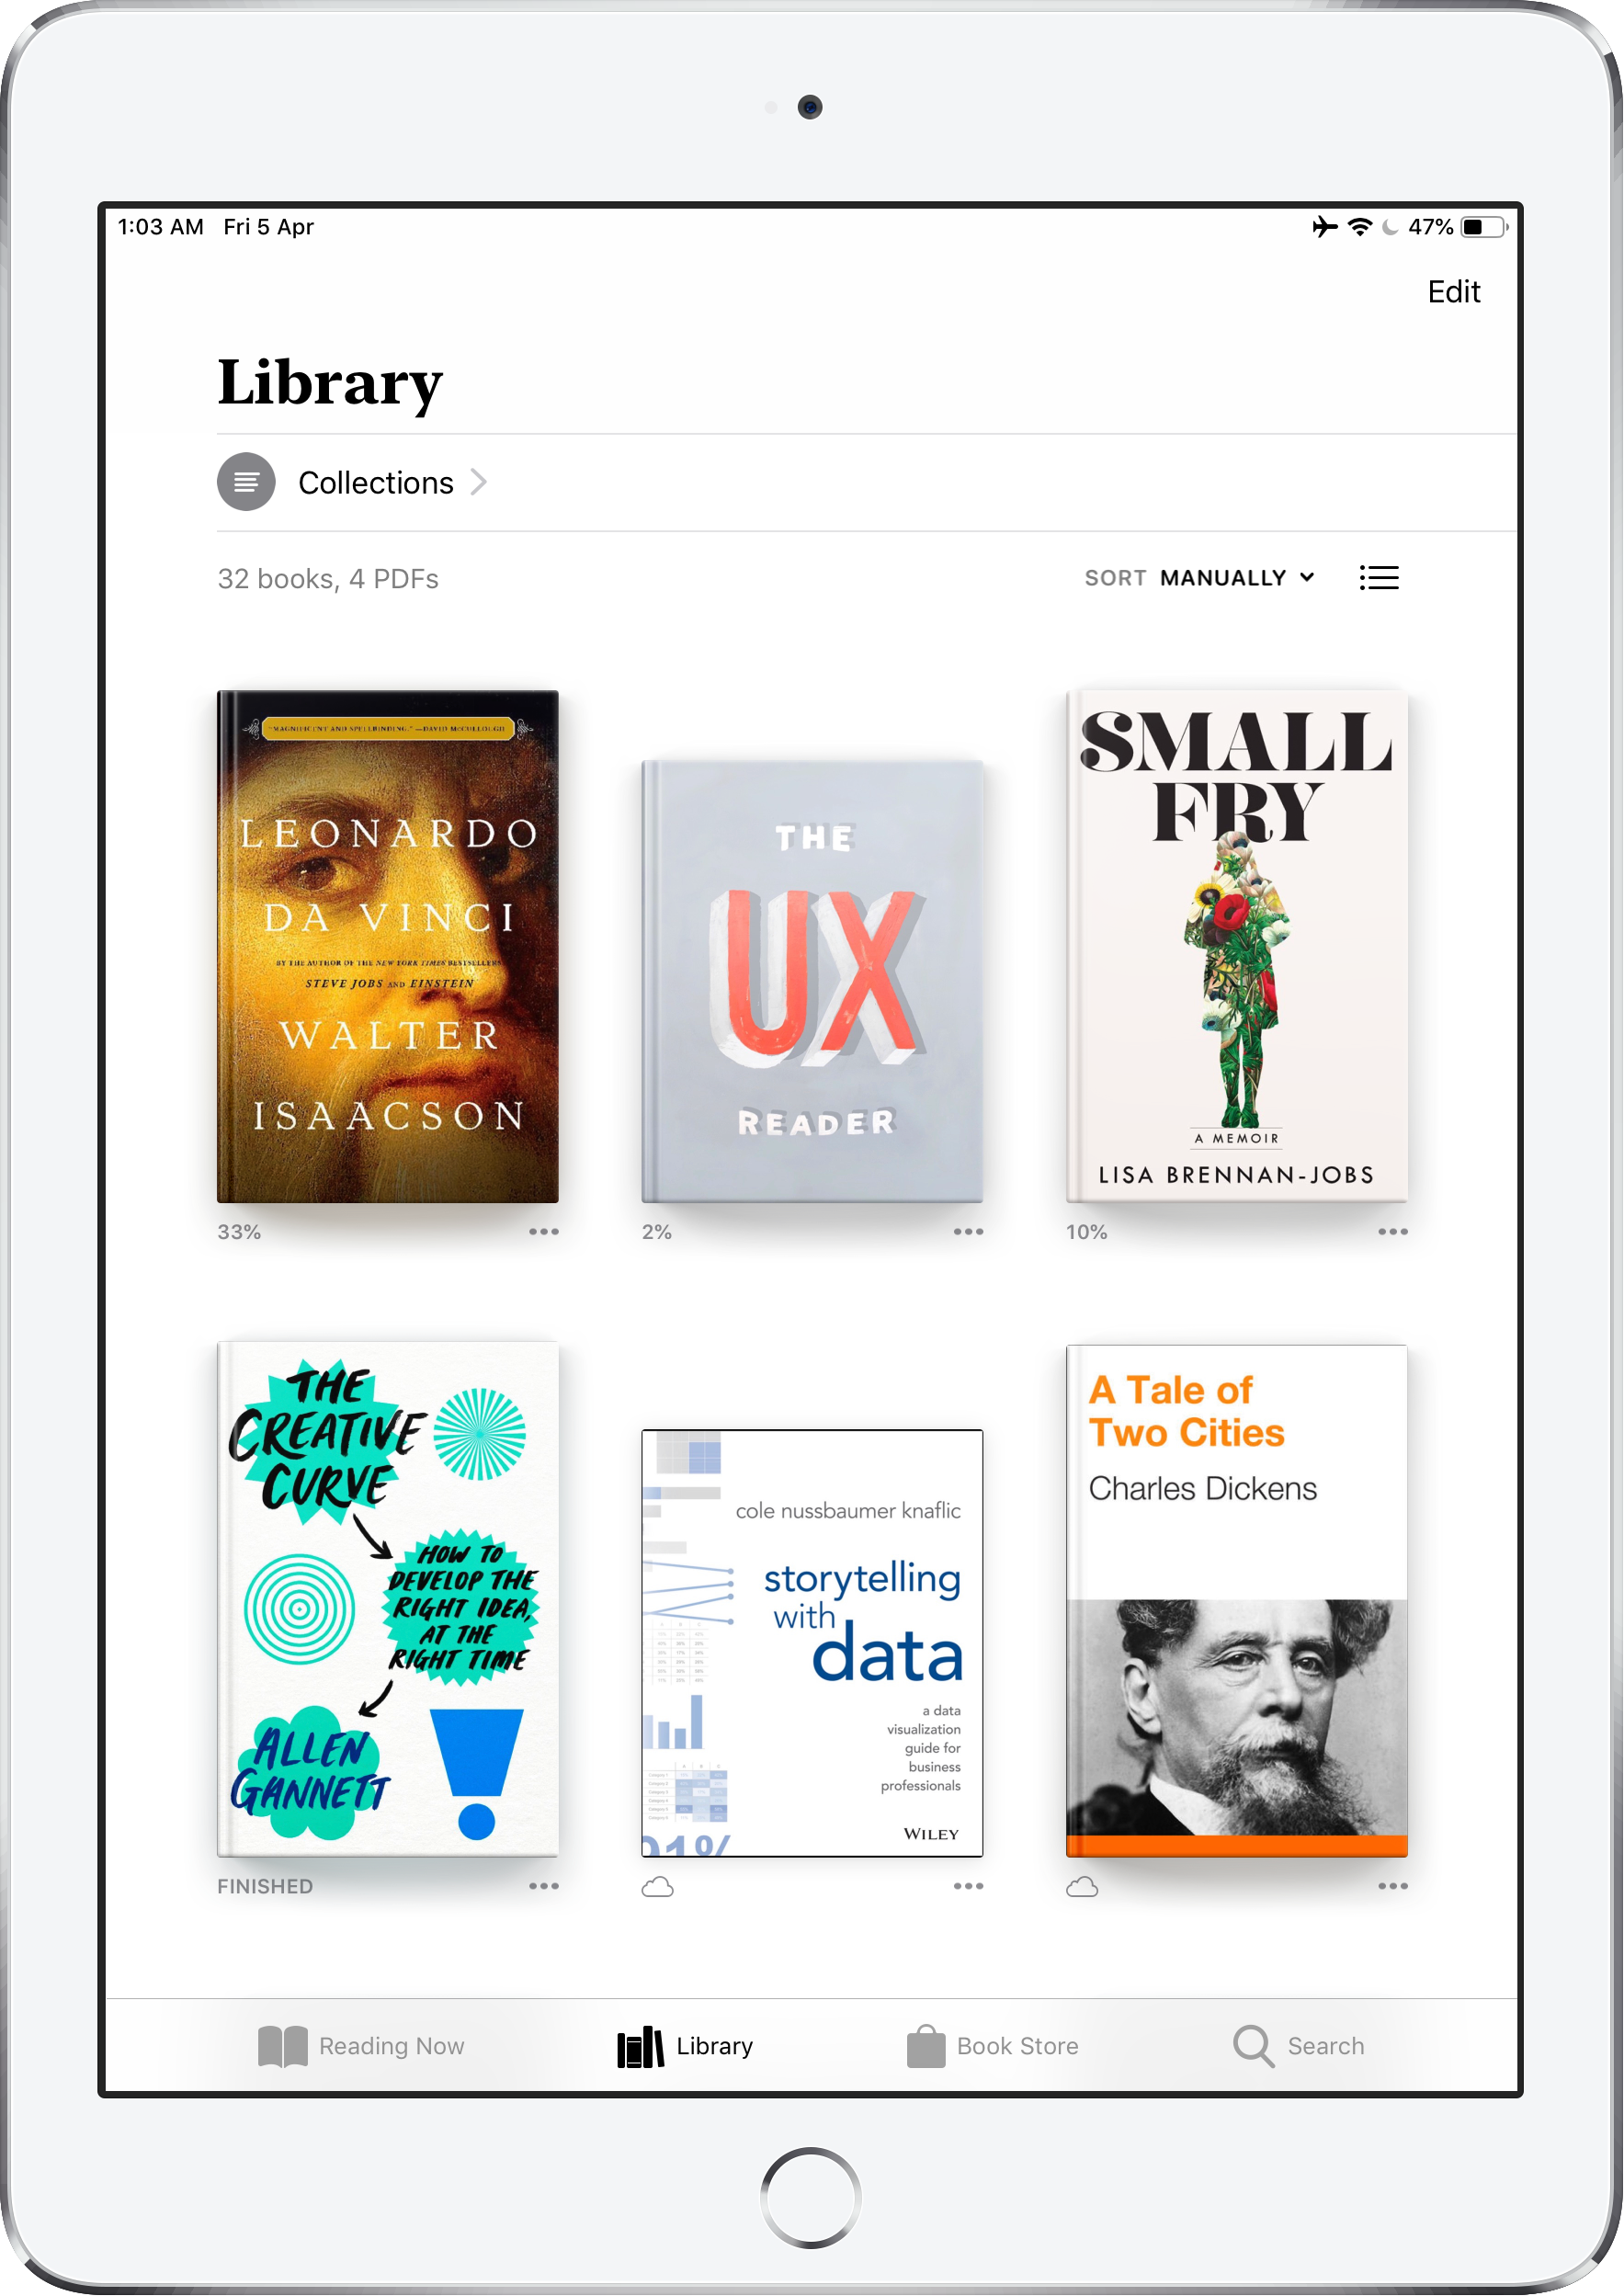 1:03 AM Fri 5 Apr 47%
Edit
Library
Collections
32 books, 4 PDFs
SORT MANUALLY
"MAGNIFICENT AND SPELLBINDING." —DAVID McCULLOUGH
LEONARDO
DA VINCI
BY THE AUTHOR OF THE NEW YORK TIMES BESTSELLERS
STEVE JOBS AND EINSTEIN
WALTER
ISAACSON
33%
THE
UX
READER
2%
SMALL
FRY
A MEMOIR
LISA BRENNAN-JOBS
10%
THE
CREATIVE
CURVE
HOW TO
DEVELOP THE
RIGHT IDEA,
AT THE
RIGHT TIME
ALLEN
GANNETT
FINISHED
cole nussbaumer knaflic
storytelling
with
data
a data
visualization
guide for
business
professionals
WILEY
91%
A Tale of
Two Cities
Charles Dickens
Reading Now
Library
Book Store
Search